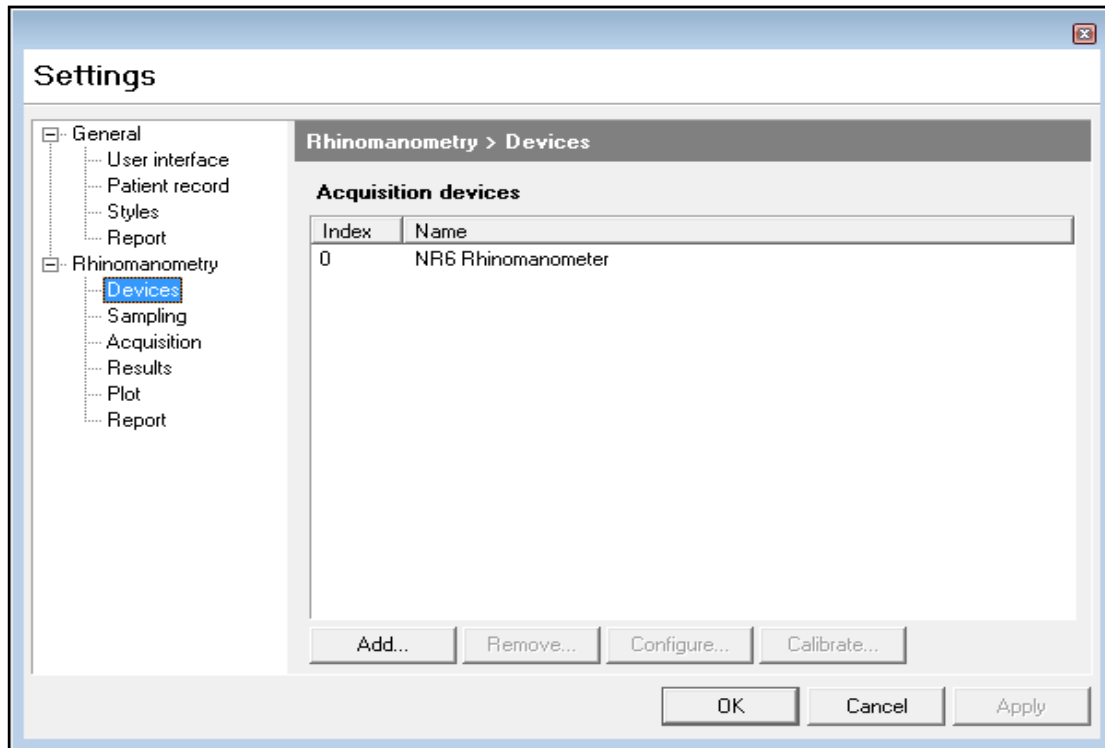 Settings
General
User interface
Patient record
Styles
Report
Rhinomanometry
Devices
Sampling
Acquisition
Results
Plot
Report
Rhinomanometry > Devices
Acquisition devices
Index Name
0 NR6 Rhinomanometer
Add... Remove... Configure... Calibrate...
OK Cancel Apply